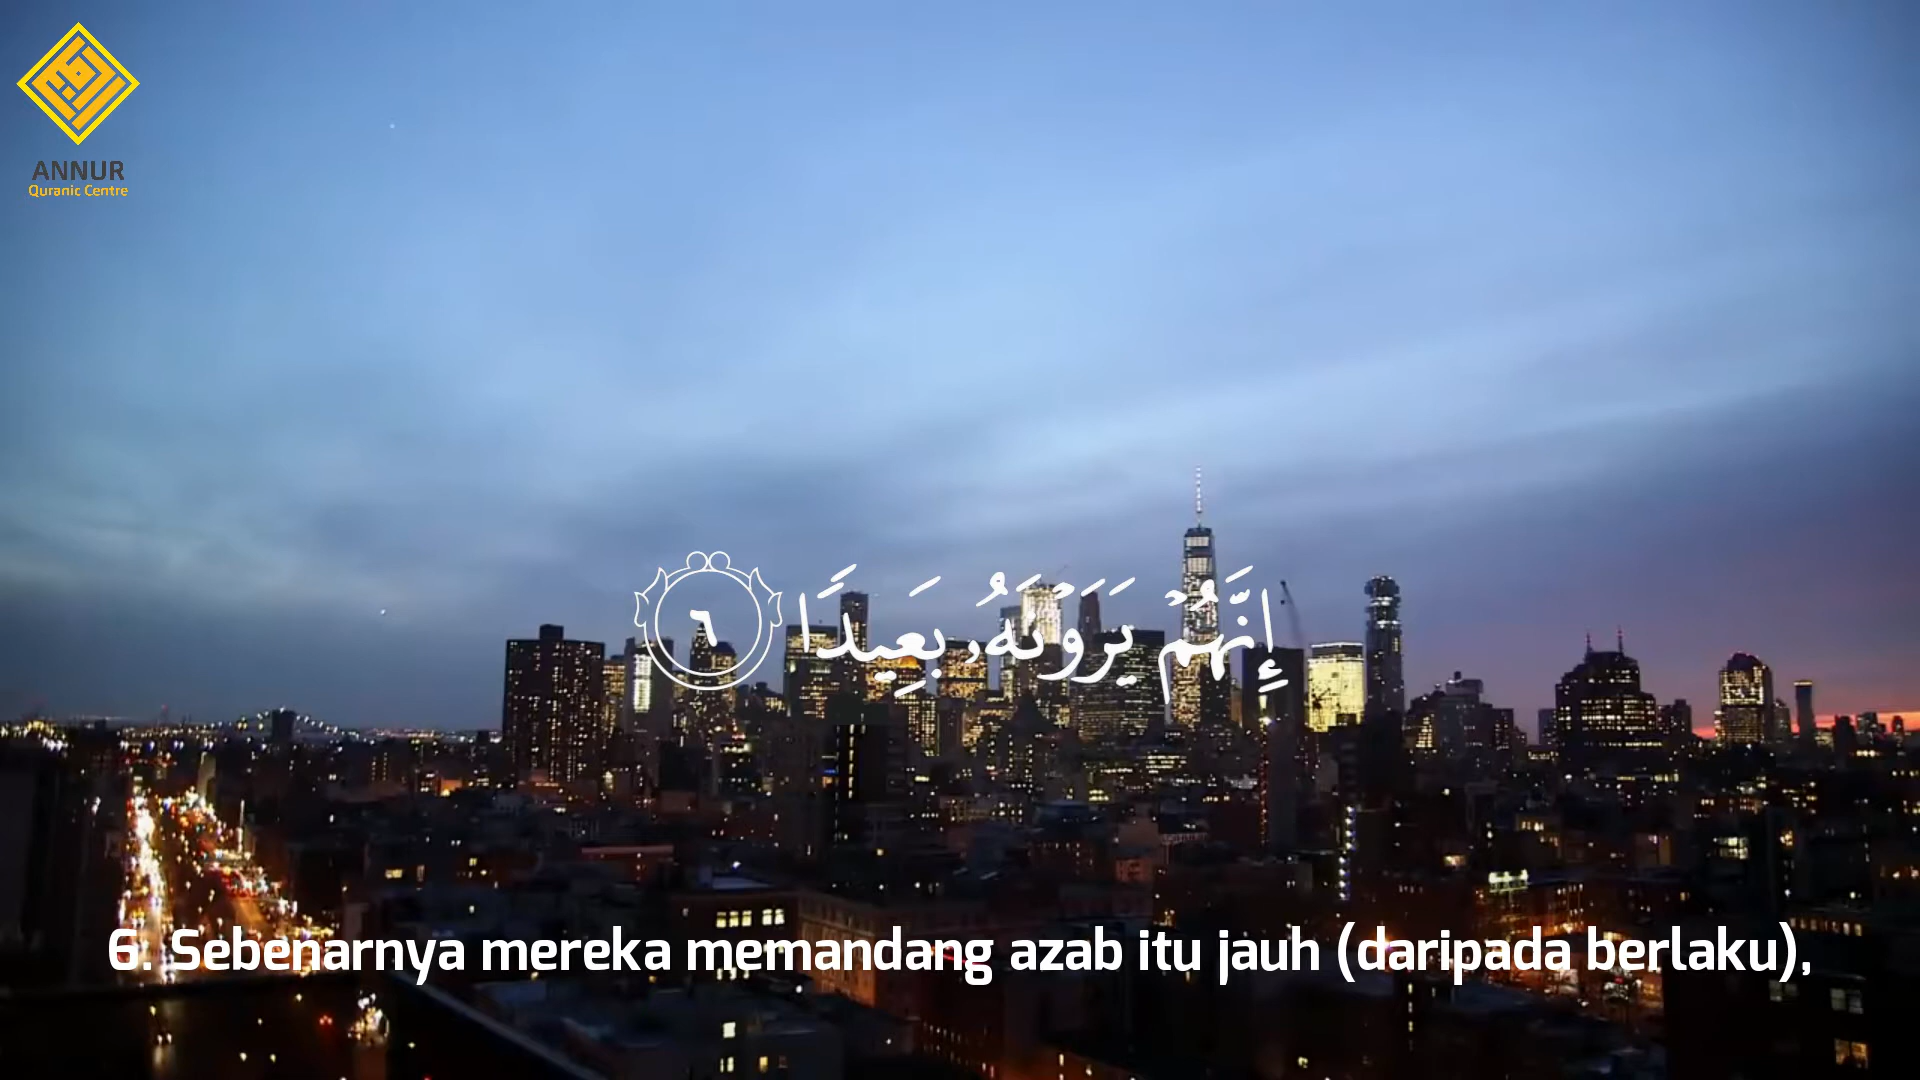 ANNUR
Quranic Centre
إِنَّهُمْ يَرَوْنَهُۥ بَعِيدًا ٦
6. Sebenarnya mereka memandang azab itu jauh (daripada berlaku),